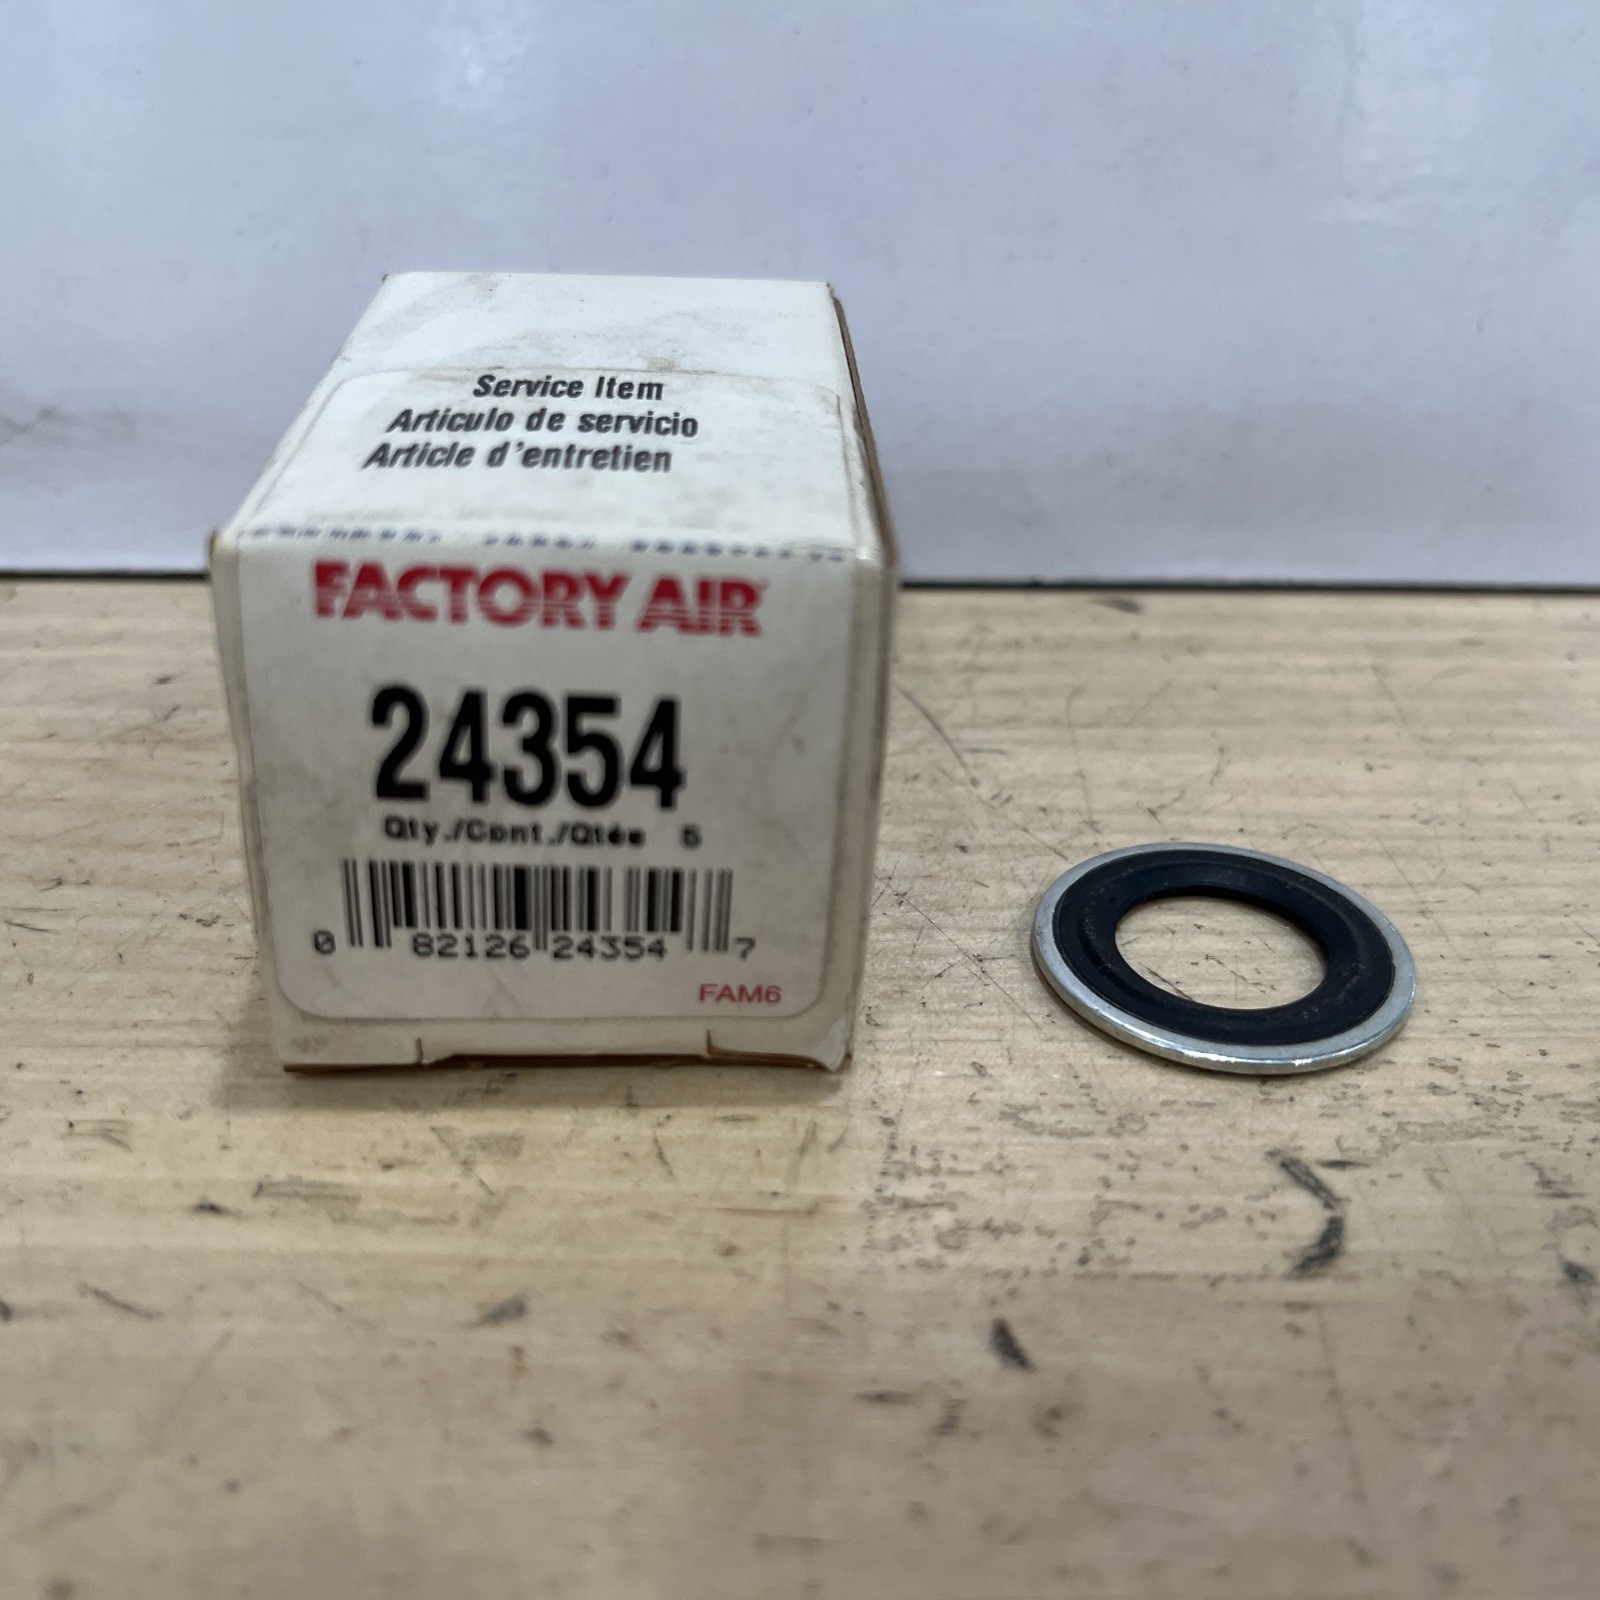 Service Item
Articulo de servicio
Article d'entretien
FACTORY AIR
24354
Qty./Cont./Qtée 5
0 82126 24354 7
FAM6